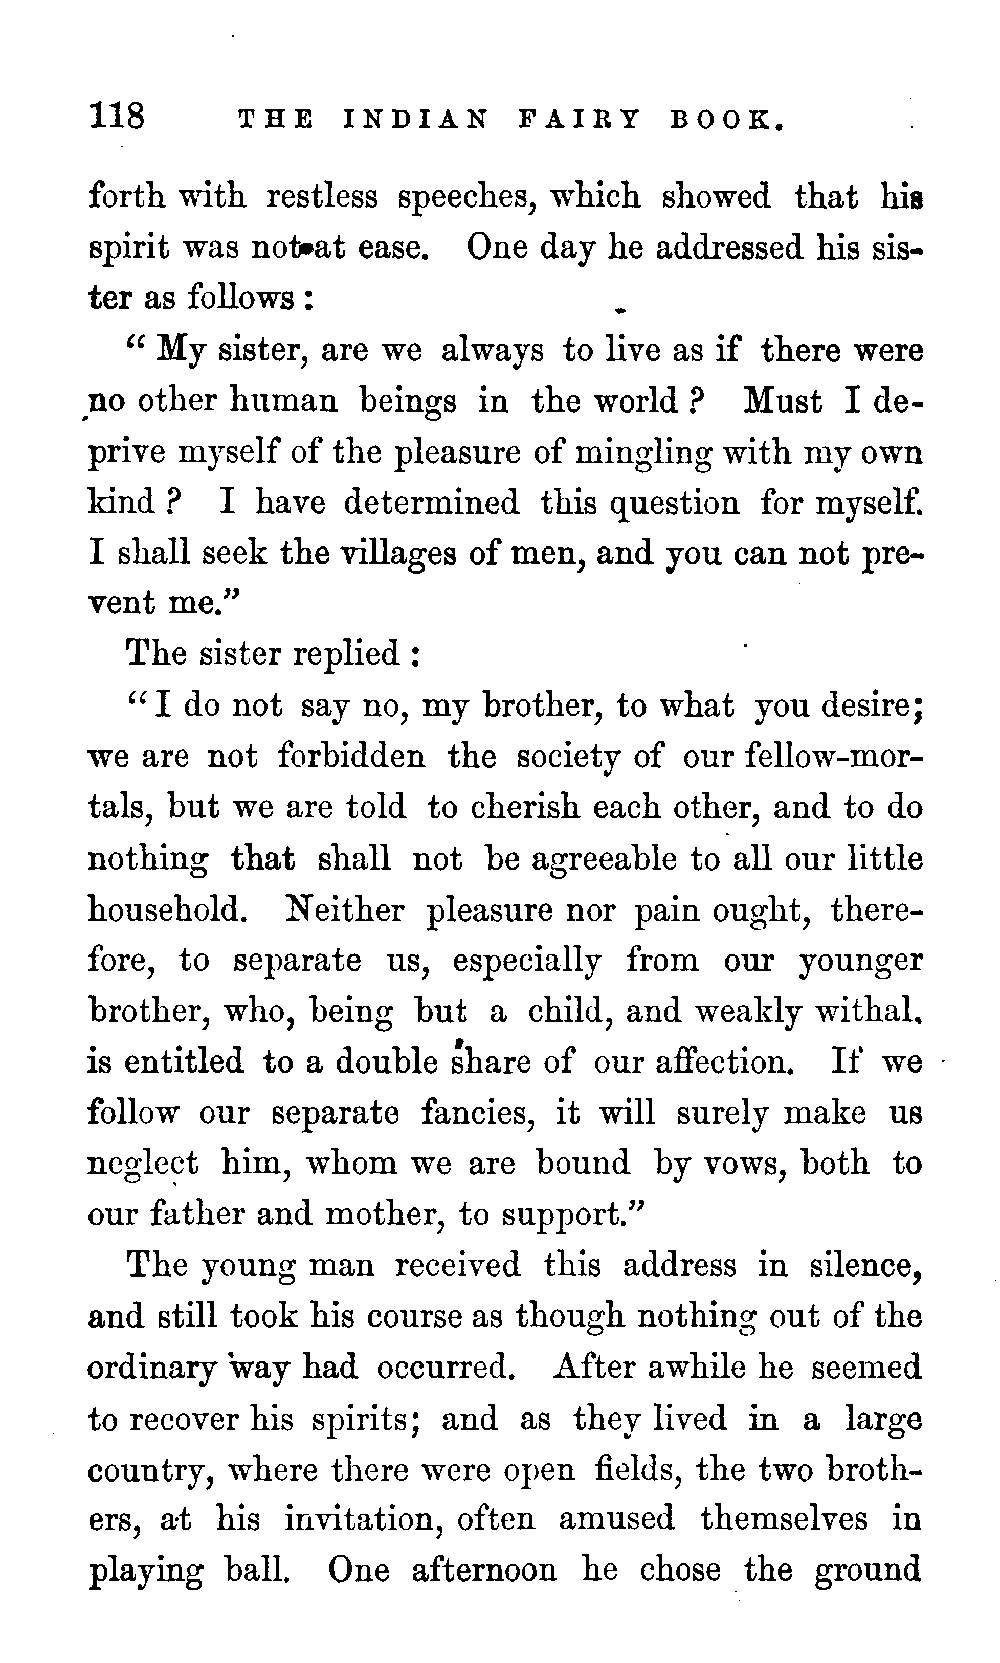 118 THE INDIAN FAIRY BOOK.
forth with restless speeches, which showed that his
spirit was not at ease. One day he addressed his sis-
ter as follows :
“ My sister, are we always to live as if there were
no other human beings in the world ? Must I de-
prive myself of the pleasure of mingling with my own
kind ? I have determined this question for myself.
I shall seek the villages of men, and you can not pre-
vent me.”
The sister replied :
“ I do not say no, my brother, to what you desire;
we are not forbidden the society of our fellow-mor-
tals, but we are told to cherish each other, and to do
nothing that shall not be agreeable to all our little
household. Neither pleasure nor pain ought, there-
fore, to separate us, especially from our younger
brother, who, being but a child, and weakly withal,
is entitled to a double share of our affection. If we
follow our separate fancies, it will surely make us
neglect him, whom we are bound by vows, both to
our father and mother, to support.”
The young man received this address in silence,
and still took his course as though nothing out of the
ordinary way had occurred. After awhile he seemed
to recover his spirits; and as they lived in a large
country, where there were open fields, the two broth-
ers, at his invitation, often amused themselves in
playing ball. One afternoon he chose the ground